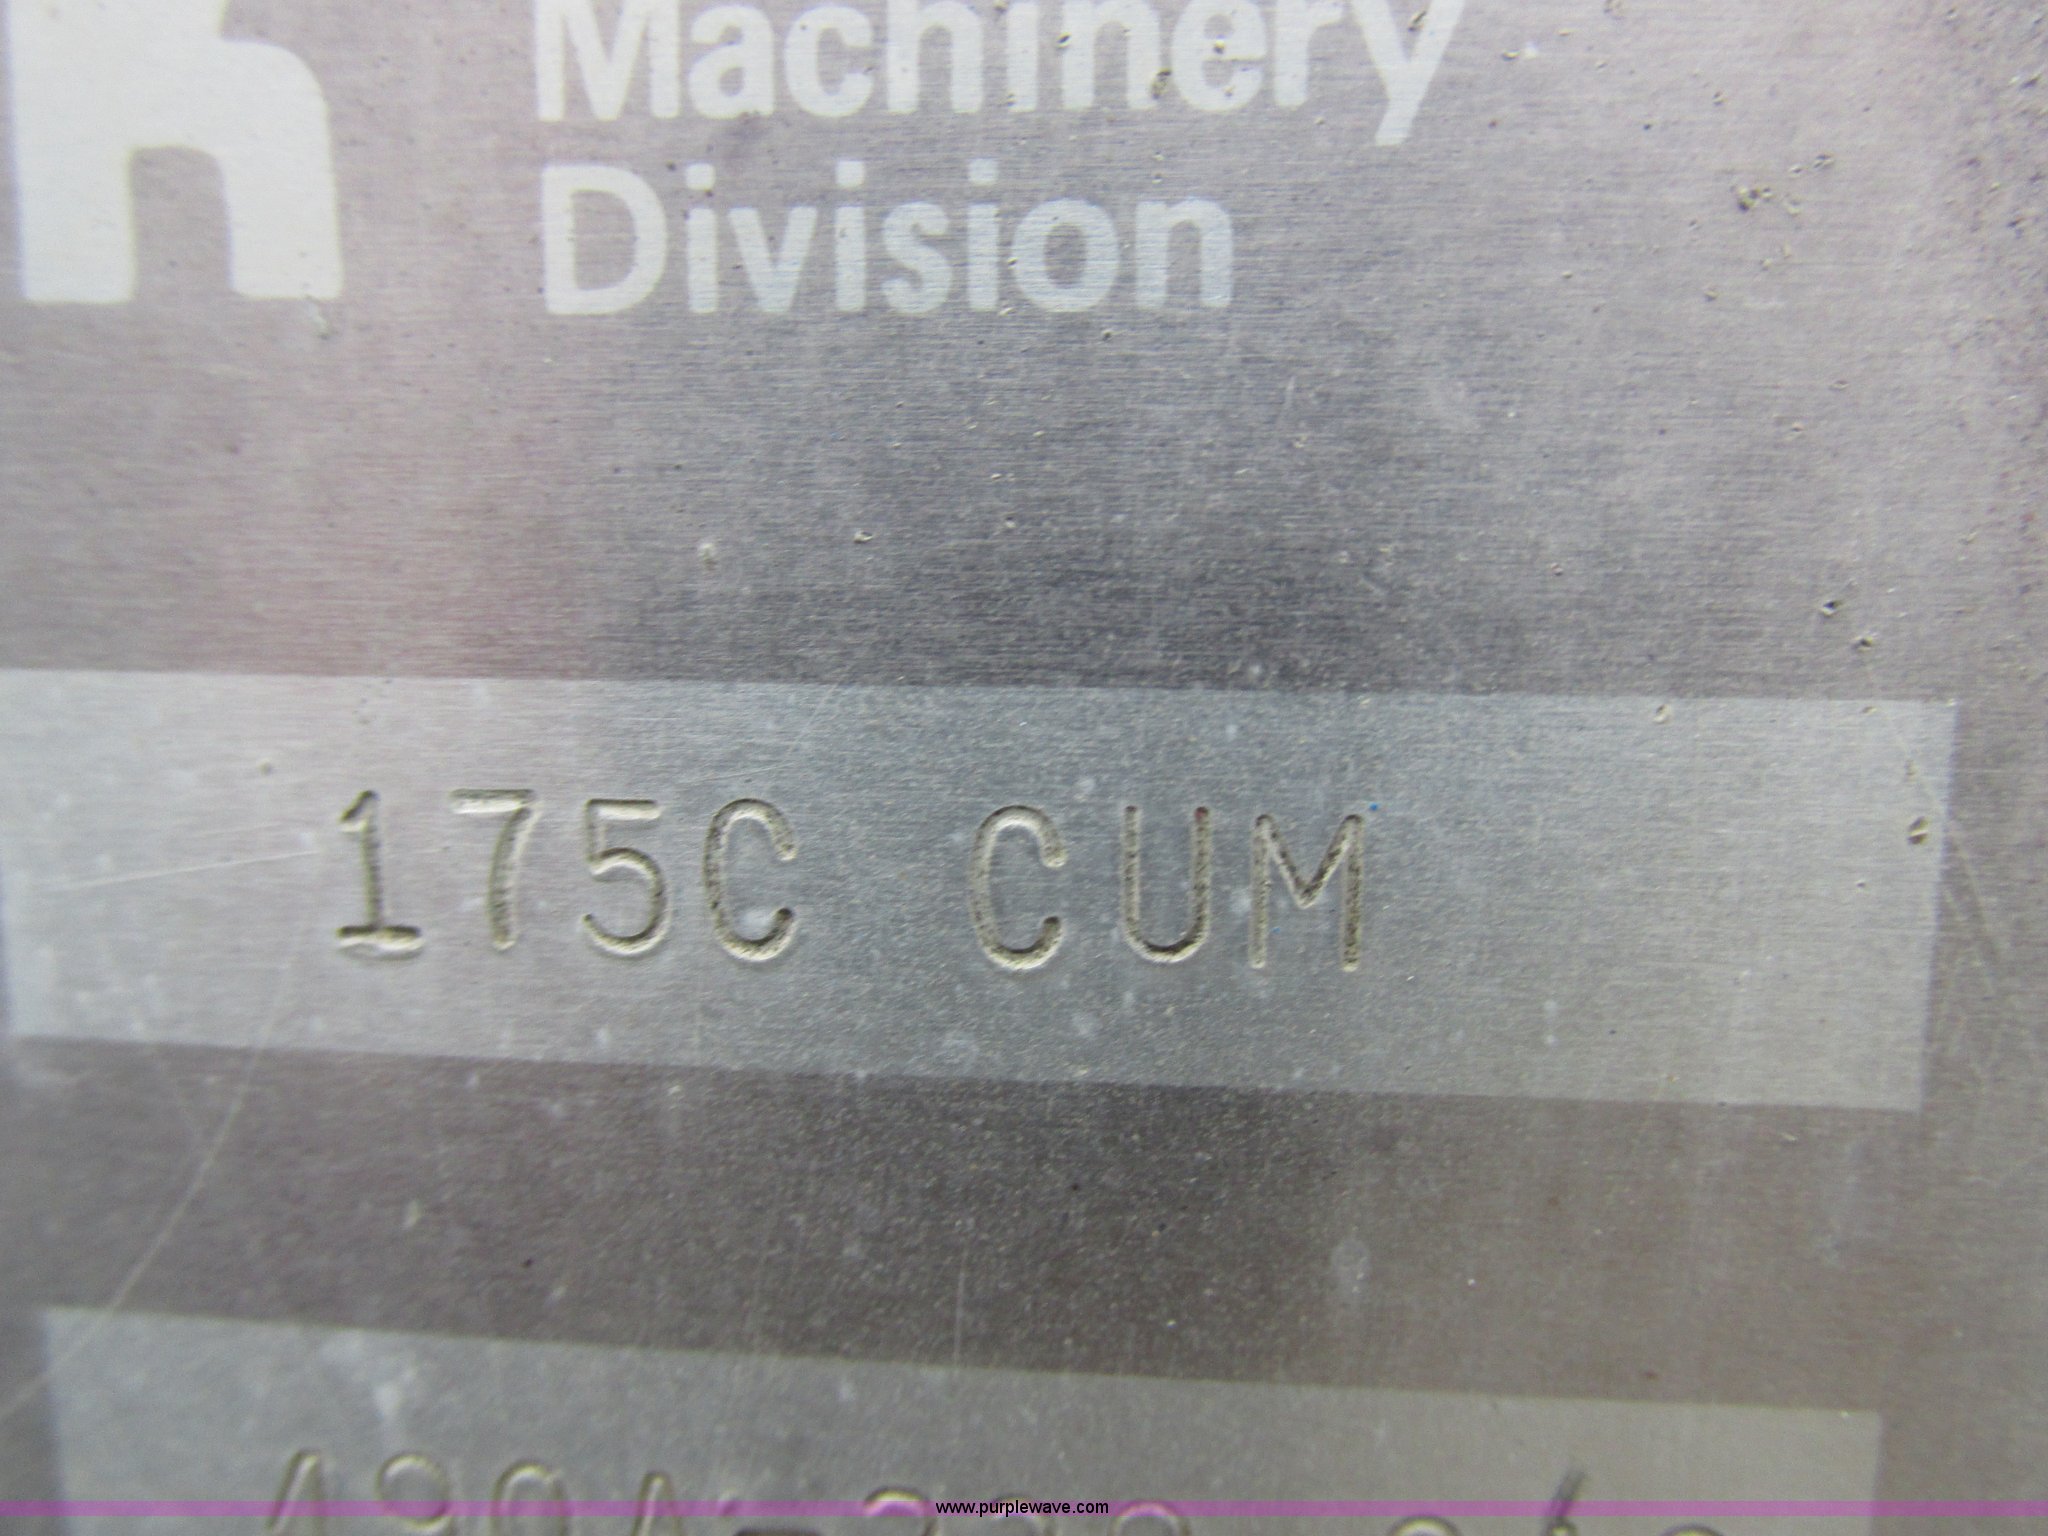 Machinery
Division
175C CUM
www.purplewave.com